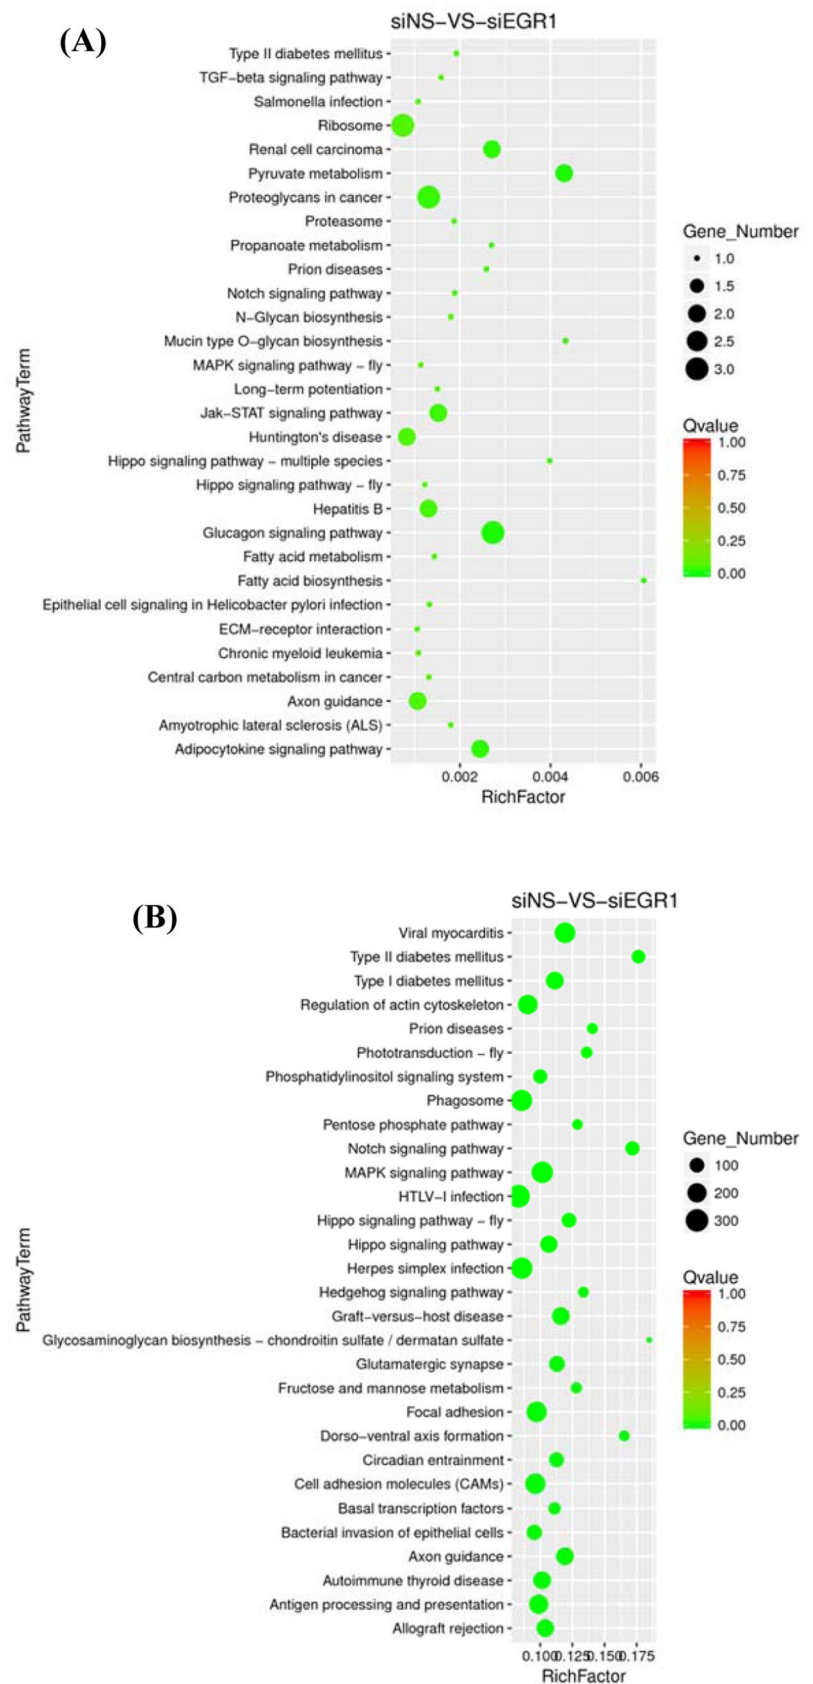 (A)
siNS−VS−siEGR1
Type II diabetes mellitus
TGF−beta signaling pathway
Salmonella infection
Ribosome
Renal cell carcinoma
Pyruvate metabolism
Proteoglycans in cancer
Proteasome
Propanoate metabolism
Prion diseases
Notch signaling pathway
N−Glycan biosynthesis
Mucin type O−glycan biosynthesis
MAPK signaling pathway − fly
Long−term potentiation
Jak−STAT signaling pathway
Huntington's disease
Hippo signaling pathway − multiple species
Hippo signaling pathway − fly
Hepatitis B
Glucagon signaling pathway
Fatty acid metabolism
Fatty acid biosynthesis
Epithelial cell signaling in Helicobacter pylori infection
ECM−receptor interaction
Chronic myeloid leukemia
Central carbon metabolism in cancer
Axon guidance
Amyotrophic lateral sclerosis (ALS)
Adipocytokine signaling pathway
PathwayTerm
0.002 0.004 0.006
RichFactor
Gene_Number
1.0
1.5
2.0
2.5
3.0
Qvalue
1.00
0.75
0.50
0.25
0.00
(B)
siNS−VS−siEGR1
Viral myocarditis
Type II diabetes mellitus
Type I diabetes mellitus
Regulation of actin cytoskeleton
Prion diseases
Phototransduction − fly
Phosphatidylinositol signaling system
Phagosome
Pentose phosphate pathway
Notch signaling pathway
MAPK signaling pathway
HTLV−I infection
Hippo signaling pathway − fly
Hippo signaling pathway
Herpes simplex infection
Hedgehog signaling pathway
Graft−versus−host disease
Glycosaminoglycan biosynthesis − chondroitin sulfate / dermatan sulfate
Glutamatergic synapse
Fructose and mannose metabolism
Focal adhesion
Dorso−ventral axis formation
Circadian entrainment
Cell adhesion molecules (CAMs)
Basal transcription factors
Bacterial invasion of epithelial cells
Axon guidance
Autoimmune thyroid disease
Antigen processing and presentation
Allograft rejection
PathwayTerm
0.100 0.125 0.150 0.175
RichFactor
Gene_Number
100
200
300
Qvalue
1.00
0.75
0.50
0.25
0.00